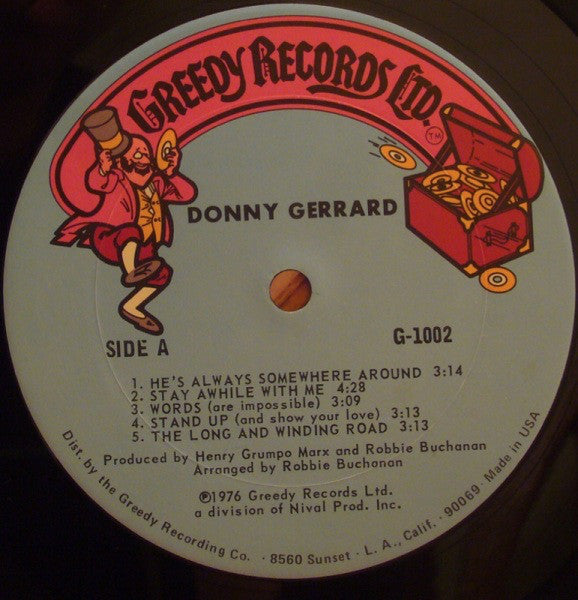 GREEDY RECORDS LTD.
TM
DONNY GERRARD
SIDE A
G-1002
1. HE'S ALWAYS SOMEWHERE AROUND 3:14
2. STAY AWHILE WITH ME 4:28
3. WORDS (are impossible) 3:09
4. STAND UP (and show your love) 3:13
5. THE LONG AND WINDING ROAD 3:13
Produced by Henry Grumpo Marx and Robbie Buchanan
Arranged by Robbie Buchanan
℗1976 Greedy Records Ltd.
a division of Nival Prod. Inc.
Dist. by the Greedy Recording Co. · 8560 Sunset · L. A., Calif. · 90069 · Made in USA